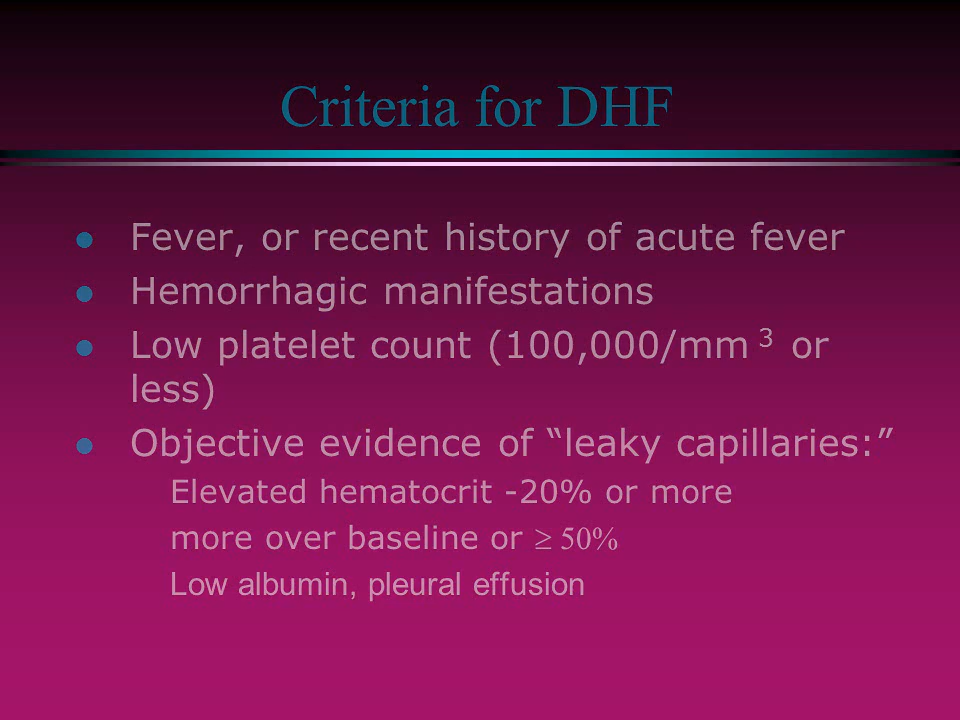 Criteria for DHF
Fever, or recent history of acute fever
Hemorrhagic manifestations
Low platelet count (100,000/mm 3 or
less)
Objective evidence of “leaky capillaries:”
Elevated hematocrit -20% or more
more over baseline or ≥ 50%
Low albumin, pleural effusion